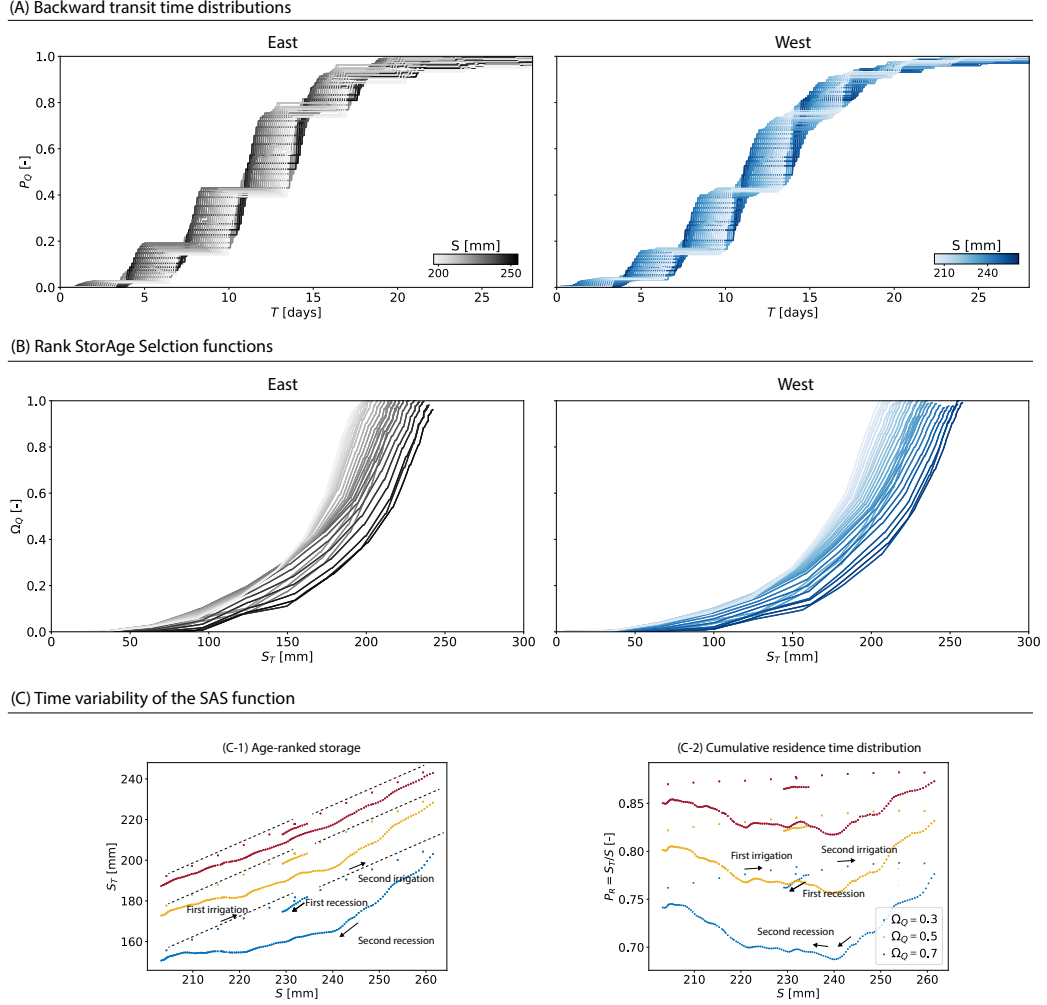 (A) Backward transit time distributions
East
West
1.0
0.8
0.6
0.4
0.2
0.0
P_Q [-]
S [mm]
200 250
S [mm]
210 240
0 5 10 15 20 25
0 5 10 15 20 25
T [days]
T [days]
(B) Rank StorAge Selction functions
East
West
1.0
0.8
0.6
0.4
0.2
0.0
Ω_Q [-]
0 50 100 150 200 250 300
0 50 100 150 200 250 300
S_T [mm]
S_T [mm]
(C) Time variability of the SAS function
(C-1) Age-ranked storage
240
220
200
180
160
S_T [mm]
First irrigation
First recession
Second irrigation
Second recession
210 220 230 240 250 260
S [mm]
(C-2) Cumulative residence time distribution
0.85
0.80
0.75
0.70
P_R = S_T/S [-]
First irrigation
Second irrigation
First recession
Second recession
Ω_Q = 0.3
Ω_Q = 0.5
Ω_Q = 0.7
210 220 230 240 250 260
S [mm]